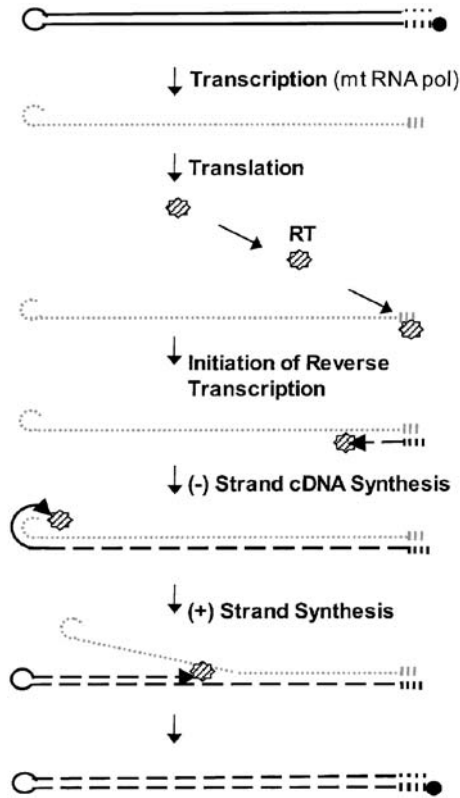 Transcription (mt RNA pol)
Translation
RT
Initiation of Reverse
Transcription
(-) Strand cDNA Synthesis
(+) Strand Synthesis